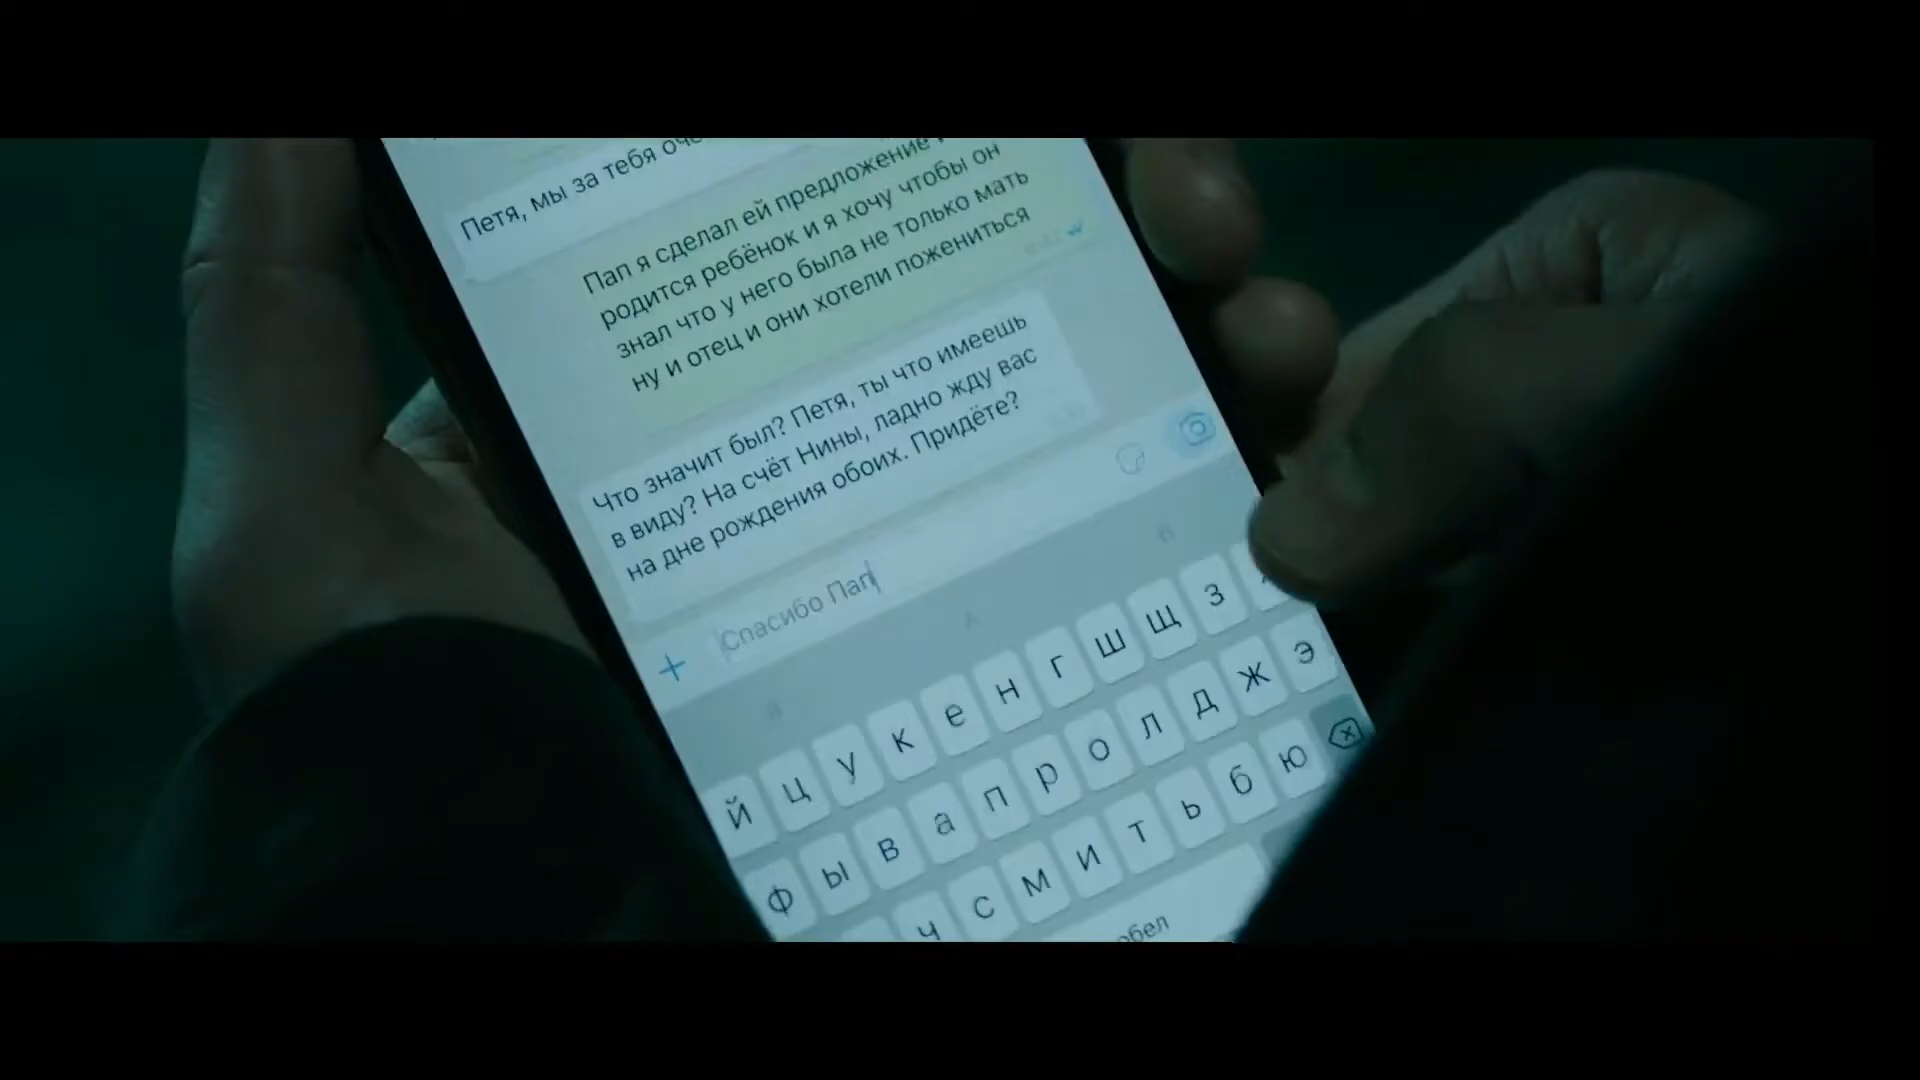 Петя, мы за тебя
Пап я сделал ей предложение
родится ребёнок и я хочу чтобы он
знал что у него была не только мать
ну и отец и они хотели пожениться
Что значит был? Петя, ты что имеешь
в виду? На счёт Нины, ладно жду вас
на дне рождения обоих. Придёте?
Спасибо Пап
й ц у к е н г ш щ з
ф ы в а п р о л д ж э
ч с м и т ь б ю